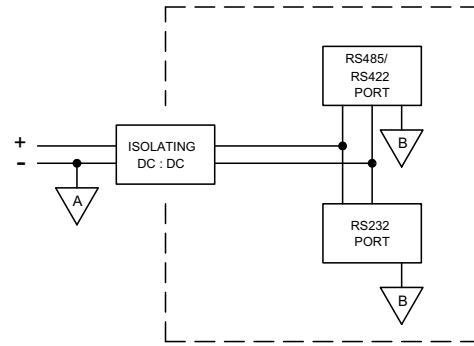 RS485/
RS422
PORT
B
+
-
ISOLATING
DC : DC
A
RS232
PORT
B